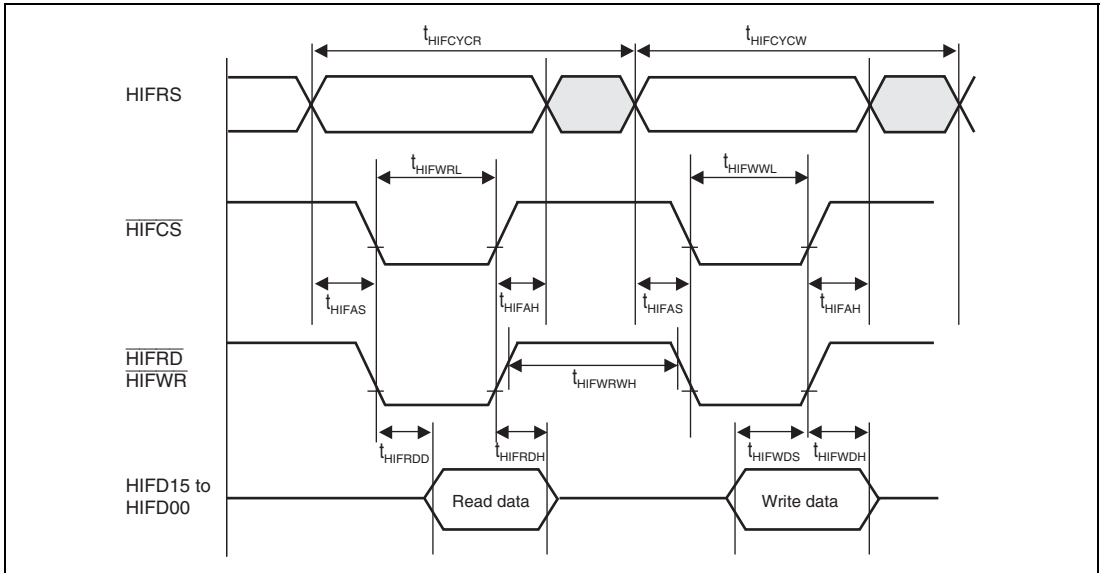 tHIFCYCR tHIFCYCW
HIFRS
tHIFWRL tHIFWWL
HIFCS
tHIFAS tHIFAH tHIFAS tHIFAH
HIFRD
HIFWR
tHIFWRWH
tHIFRDD tHIFRDH tHIFWDS tHIFWDH
HIFD15 to
HIFD00
Read data Write data